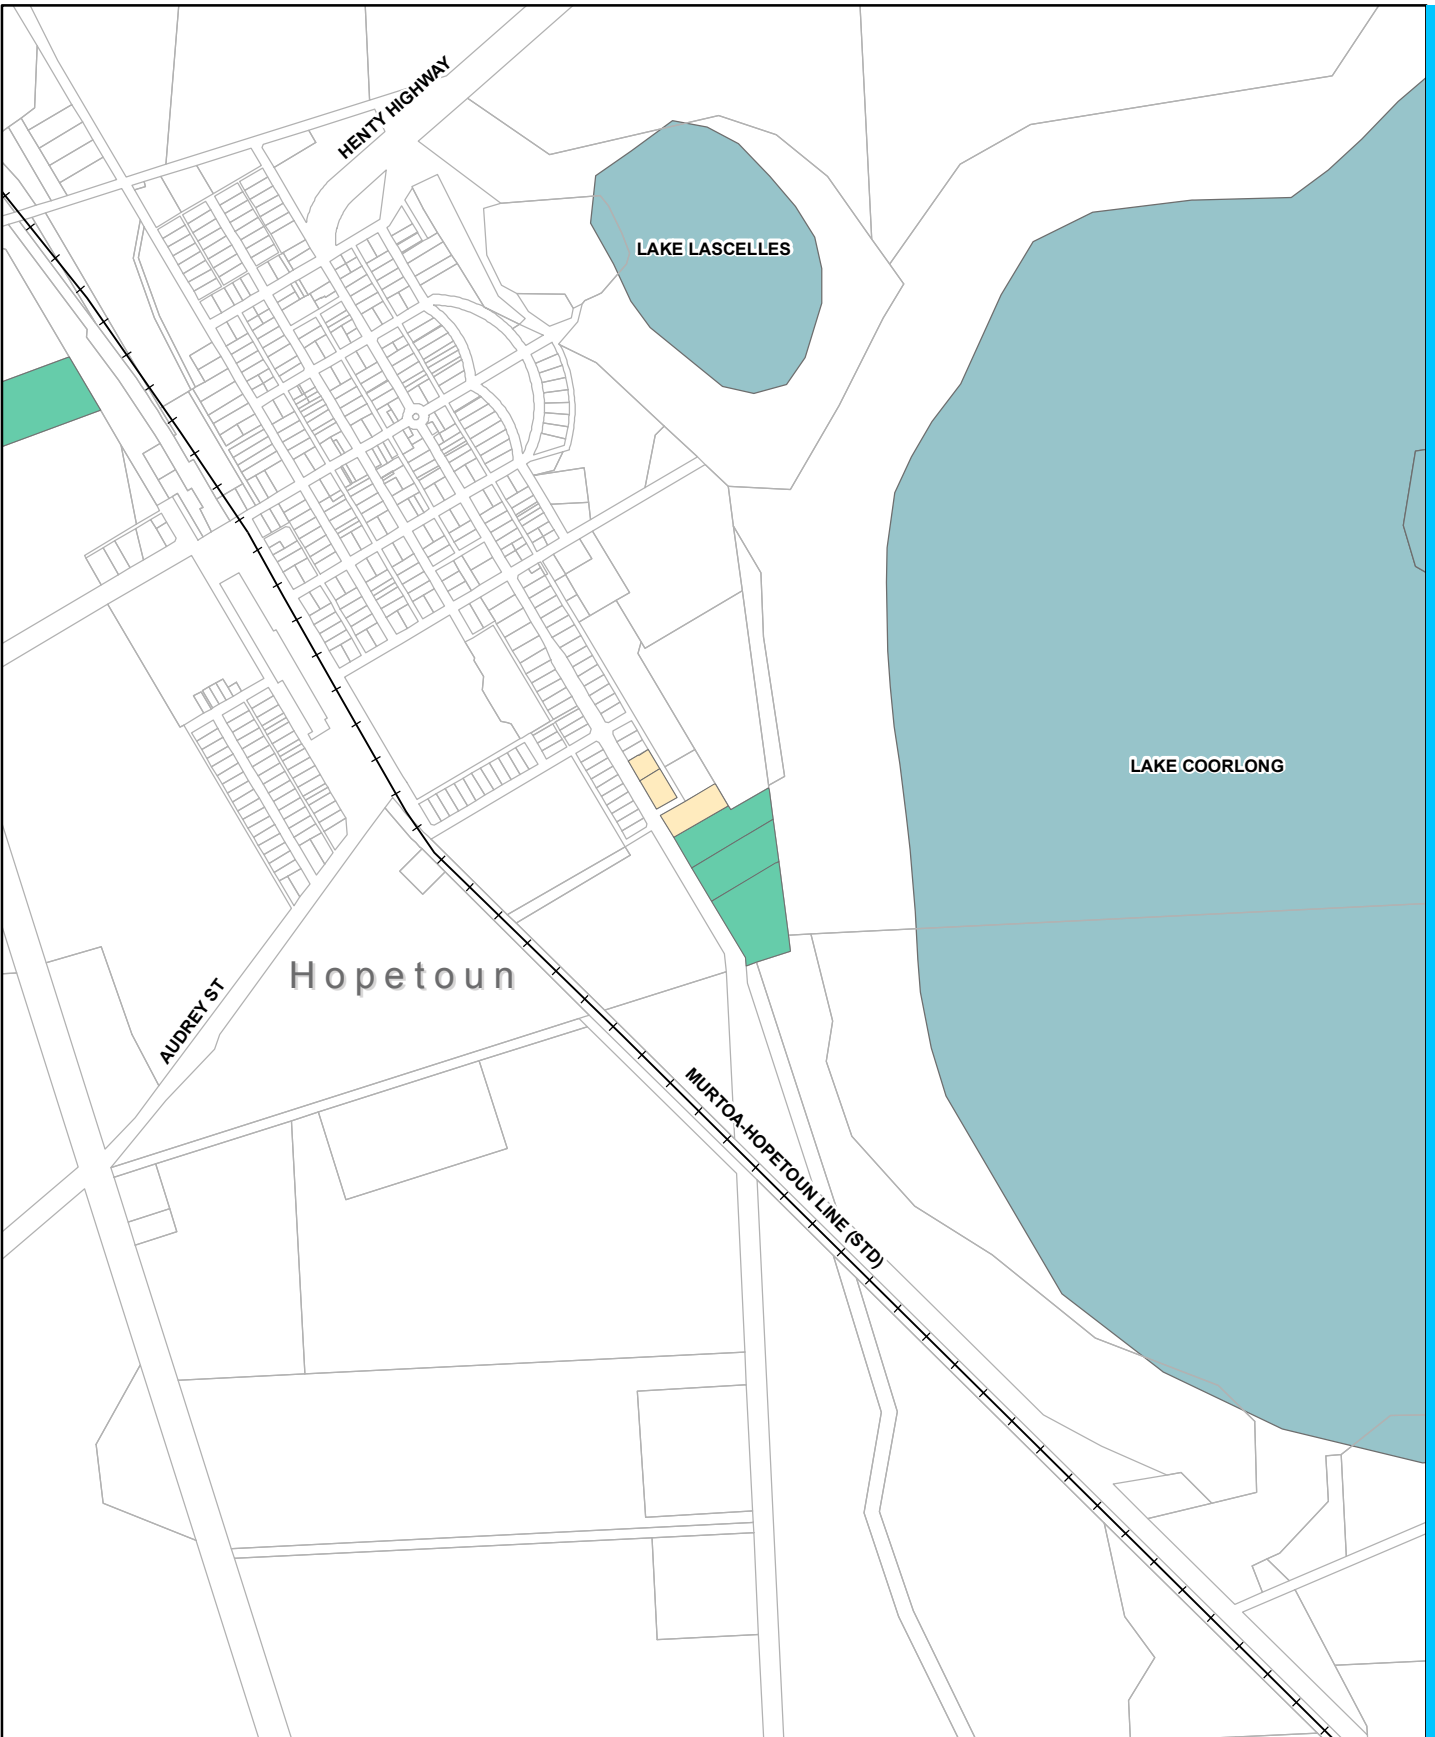 HENTY HIGHWAY
LAKE LASCELLES
LAKE COORLONG
Hopetoun
AUDREY ST
MURTOA-HOPETOUN LINE (STD)